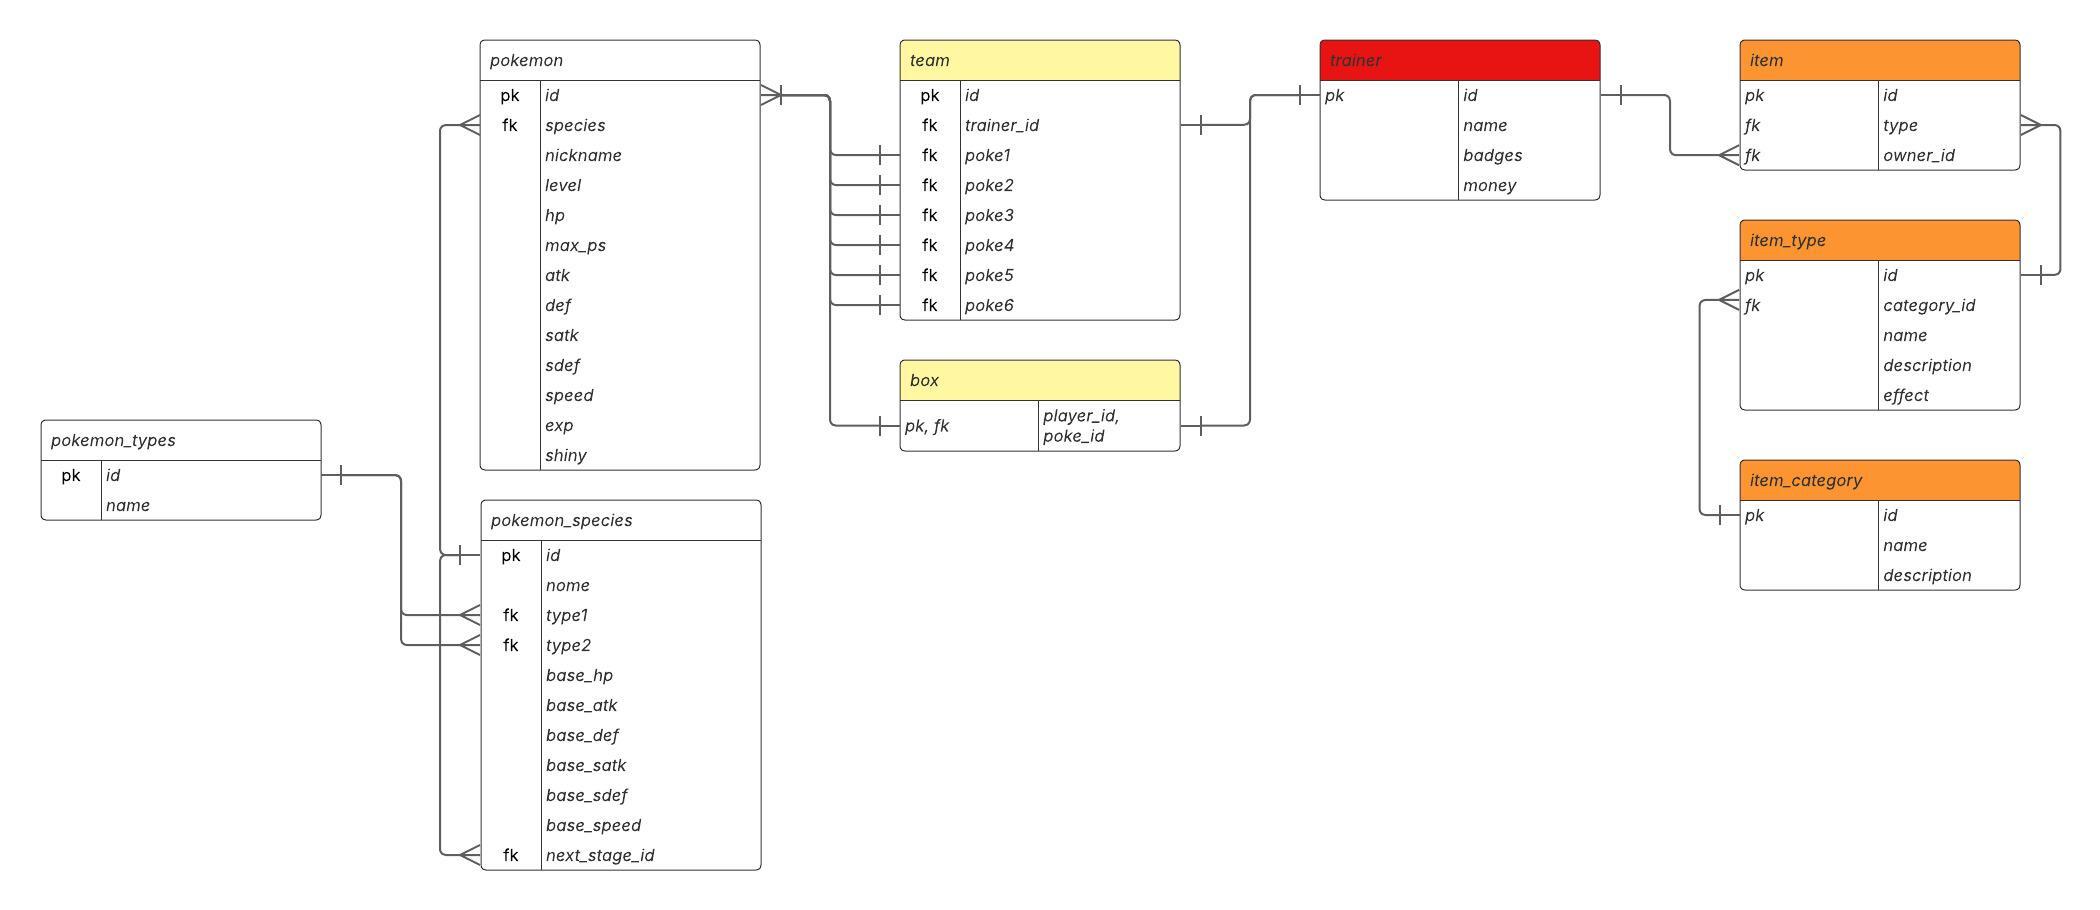 pokemon
pk id
fk species
nickname
level
hp
max_ps
atk
def
satk
sdef
speed
exp
shiny
team
pk id
fk trainer_id
fk poke1
fk poke2
fk poke3
fk poke4
fk poke5
fk poke6
trainer
pk id
name
badges
money
item
pk id
fk type
fk owner_id
item_type
pk id
fk category_id
name
description
effect
box
pk, fk player_id,
poke_id
pokemon_types
pk id
name
item_category
pk id
name
description
pokemon_species
pk id
nome
fk type1
fk type2
base_hp
base_atk
base_def
base_satk
base_sdef
base_speed
fk next_stage_id